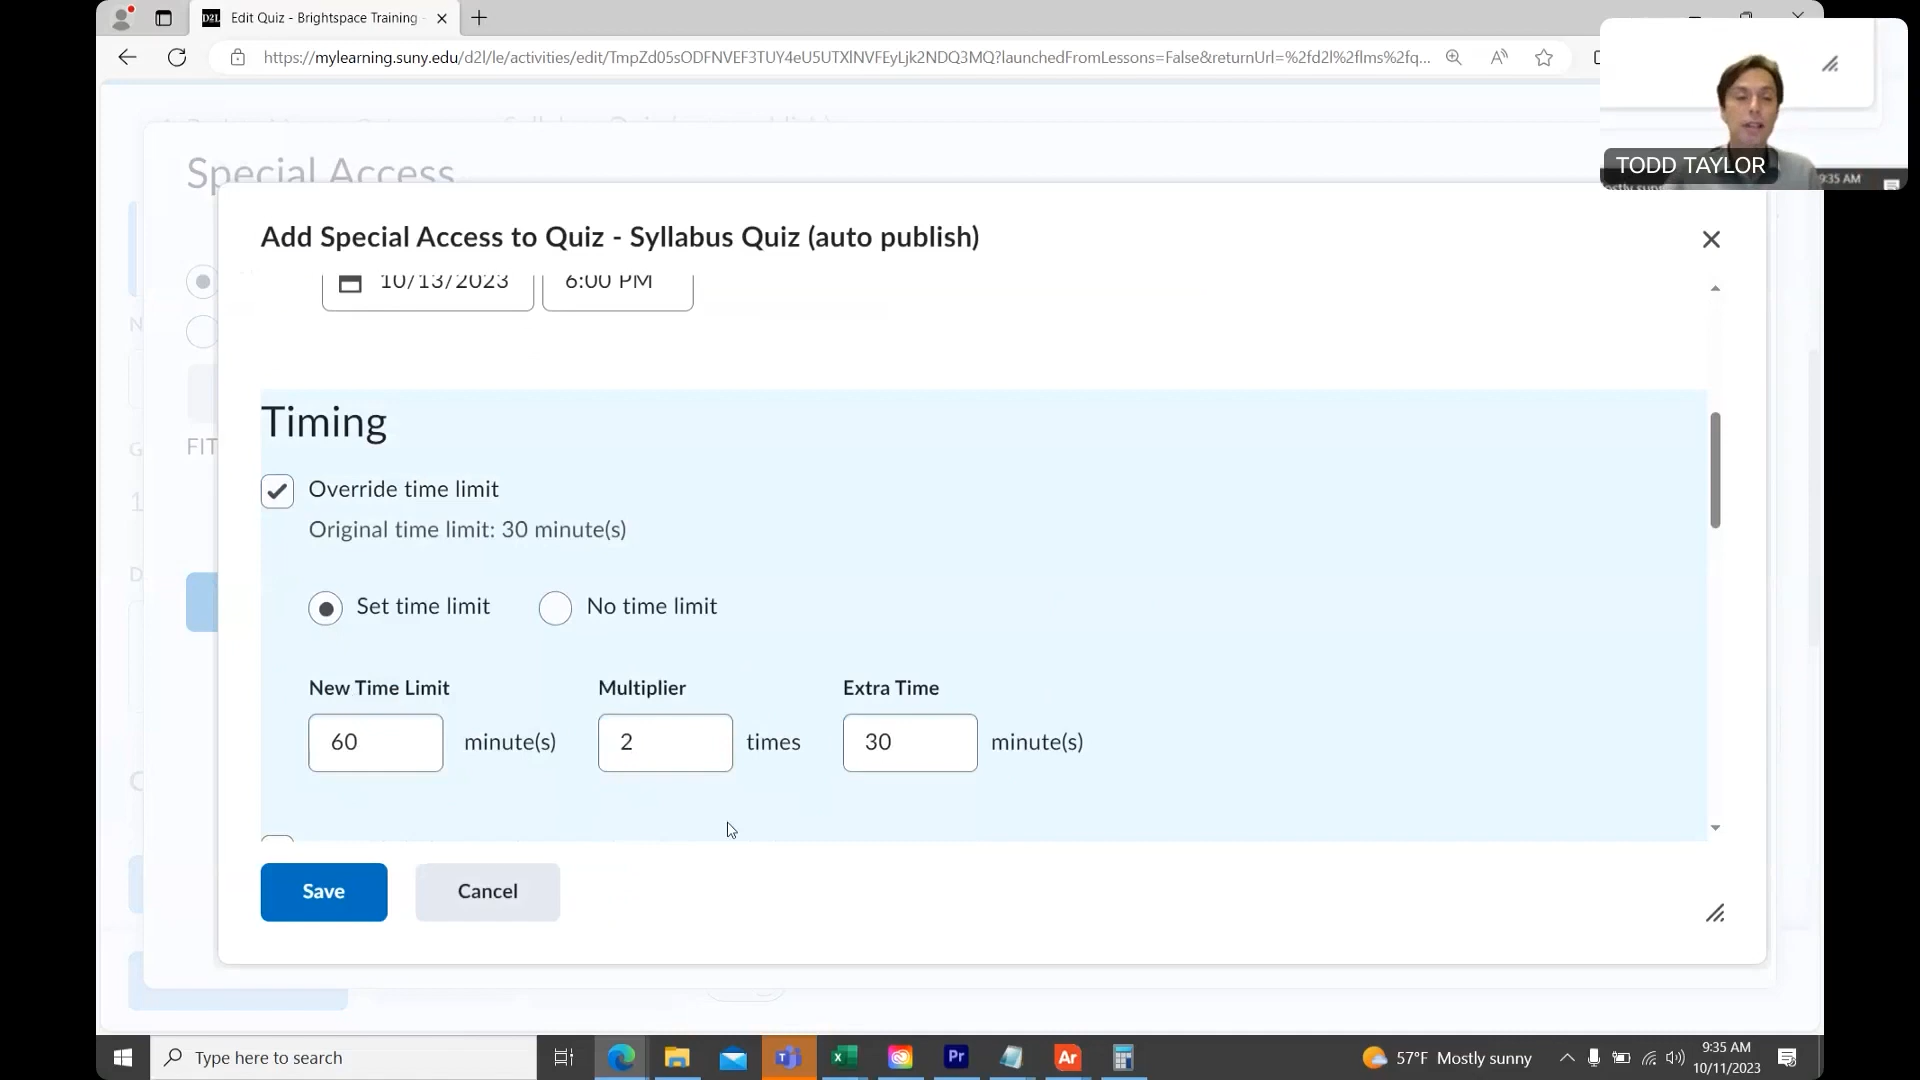 D2L Edit Quiz - Brightspace Training -
https://mylearning.suny.edu/d2l/le/activities/edit/TmpZd05sODFNVEF3TUY4eU5UTXlNVFEyLjk2NDQ3MQ?launchedFromLessons=False&returnUrl=%2fd2l%2flms%2fq...
TODD TAYLOR
9:35 AM
Special Access
Add Special Access to Quiz - Syllabus Quiz (auto publish)
10/13/2023 6:00 PM
FIT
Timing
Override time limit
Original time limit: 30 minute(s)
Set time limit No time limit
New Time Limit Multiplier Extra Time
60 minute(s) 2 times 30 minute(s)
Save Cancel
Type here to search
Pr
Ar
57°F Mostly sunny
9:35 AM
10/11/2023